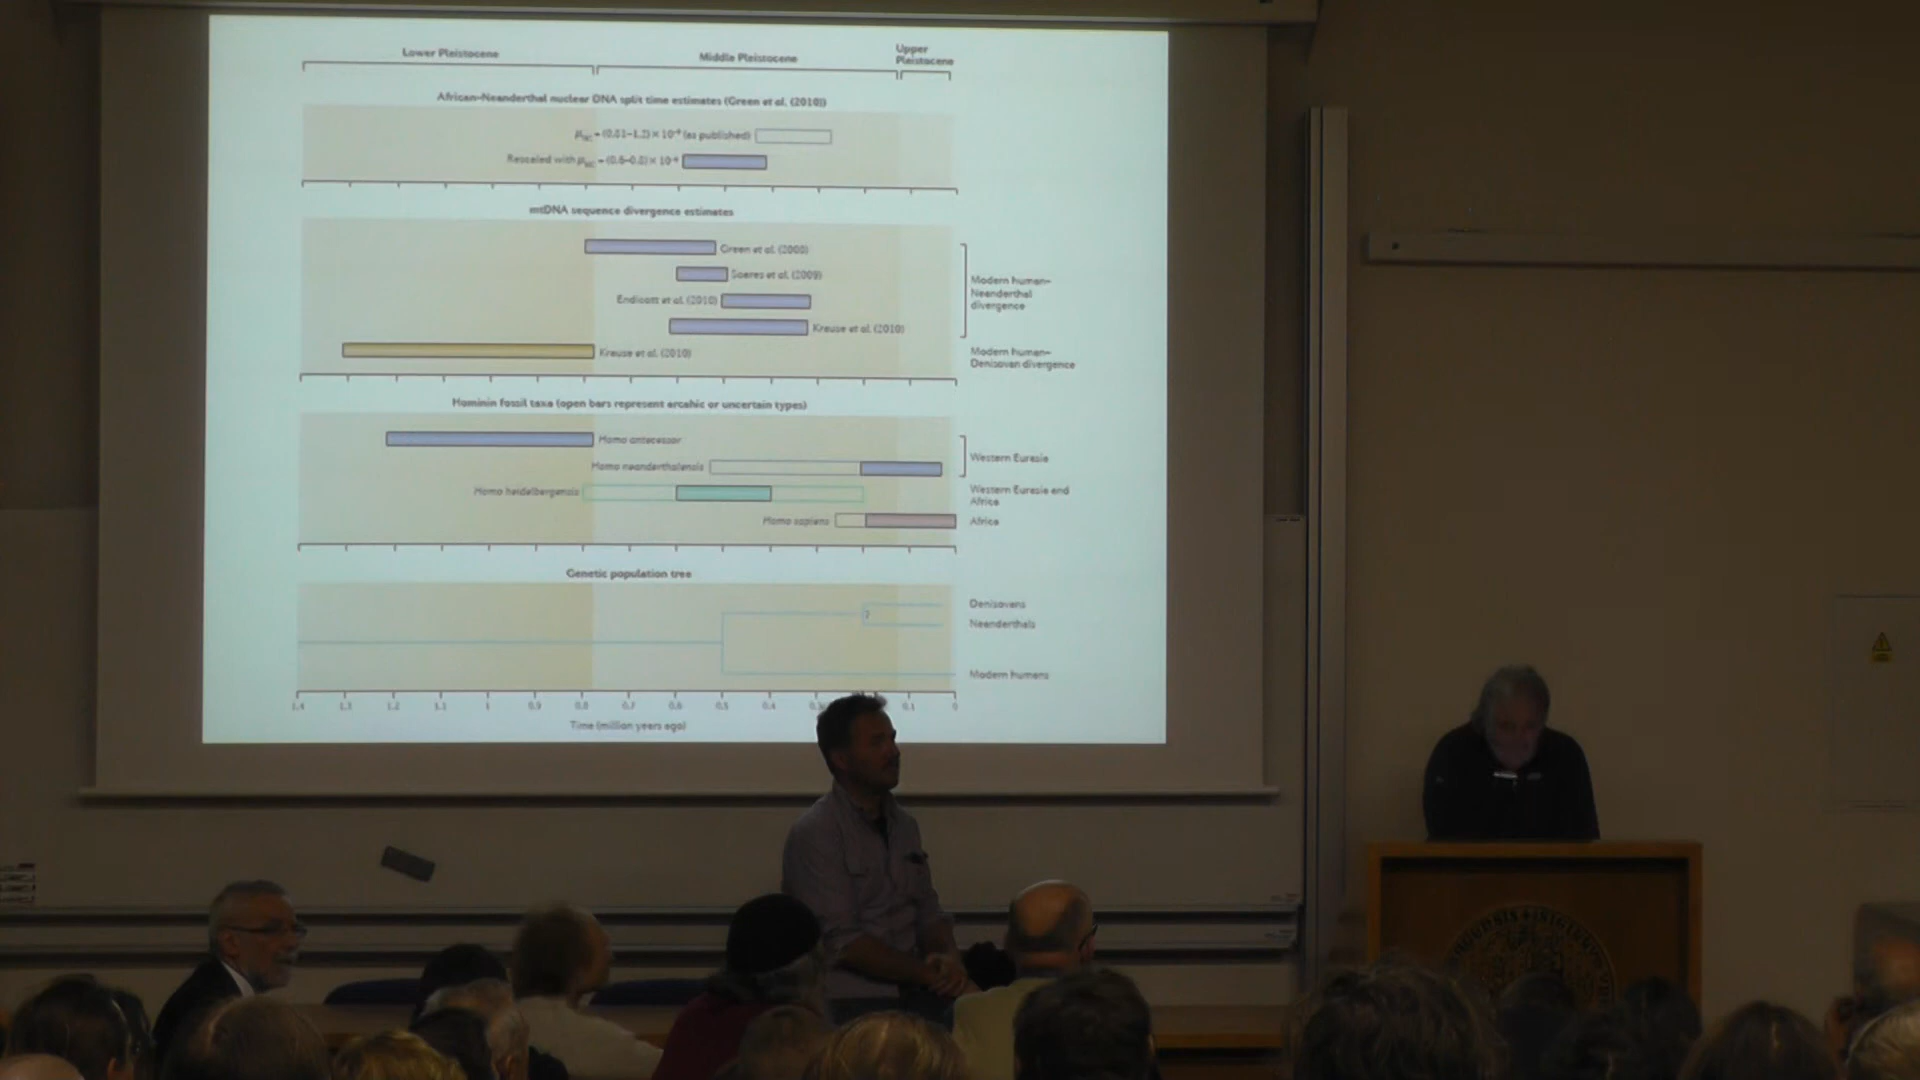 Lower Pleistocene
Middle Pleistocene
Upper
Pleistocene
African–Neanderthal nuclear DNA split time estimates (Green et al. (2010))
(as published)
Rescaled with
mtDNA sequence divergence estimates
Green et al. (2008)
Soares et al. (2009)
Endicott et al. (2010)
Krause et al. (2010)
Krause et al. (2010)
Modern human–
Neanderthal
divergence
Modern human–
Denisovan divergence
Hominin fossil taxa (open bars represent arcahic or uncertain types)
Homo antecessor
Homo neanderthalensis
Homo heidelbergensis
Homo sapiens
Western Eurasia
Western Eurasia and
Africa
Africa
Genetic population tree
?
Denisovans
Neanderthals
Modern humans
1.4 1.3 1.2 1.1 1 0.9 0.8 0.7 0.6 0.5 0.4 0.1 0
Time (million years ago)